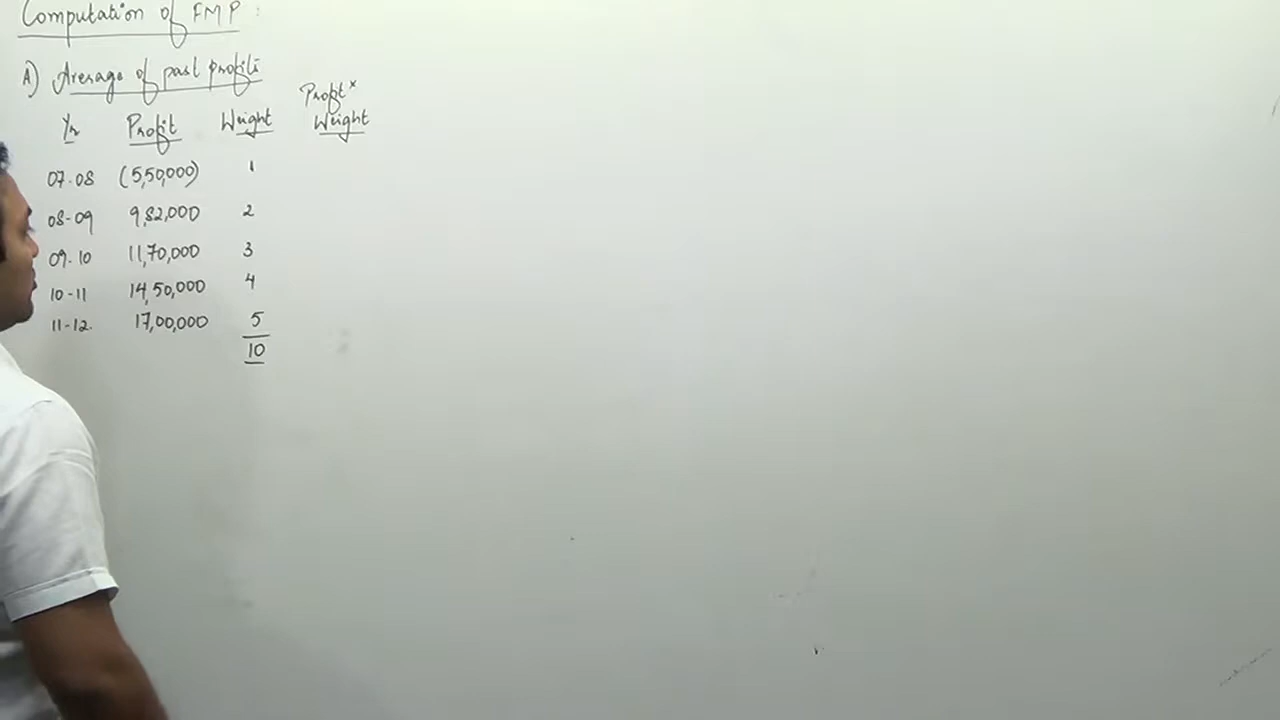 Computation of FMP :
A) Average of past profits
Yr Profit Weight Profit x Weight
07-08 (5,50,000) 1
08-09 9,82,000 2
09.10 11,70,000 3
10-11 14,50,000 4
11-12. 17,00,000 5
10